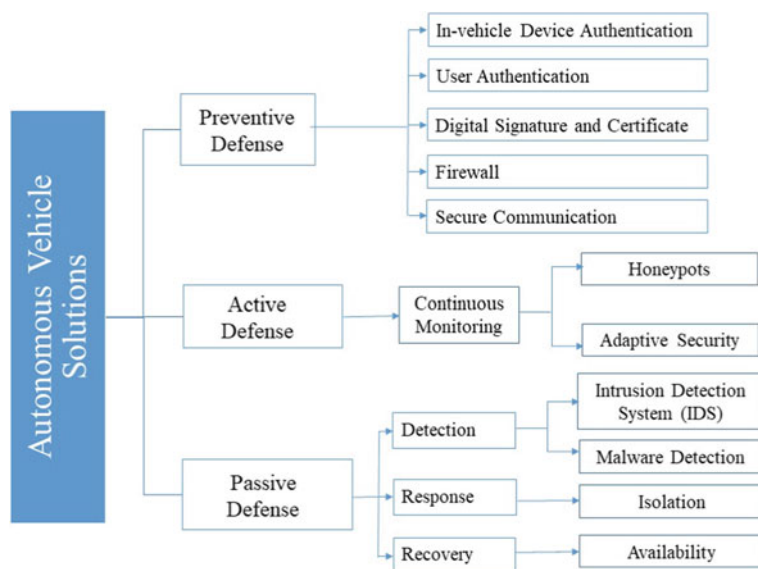 Autonomous Vehicle
Solutions
Preventive
Defense
In-vehicle Device Authentication
User Authentication
Digital Signature and Certificate
Firewall
Secure Communication
Active
Defense
Continuous
Monitoring
Honeypots
Adaptive Security
Passive
Defense
Detection
Intrusion Detection
System (IDS)
Malware Detection
Response
Isolation
Recovery
Availability